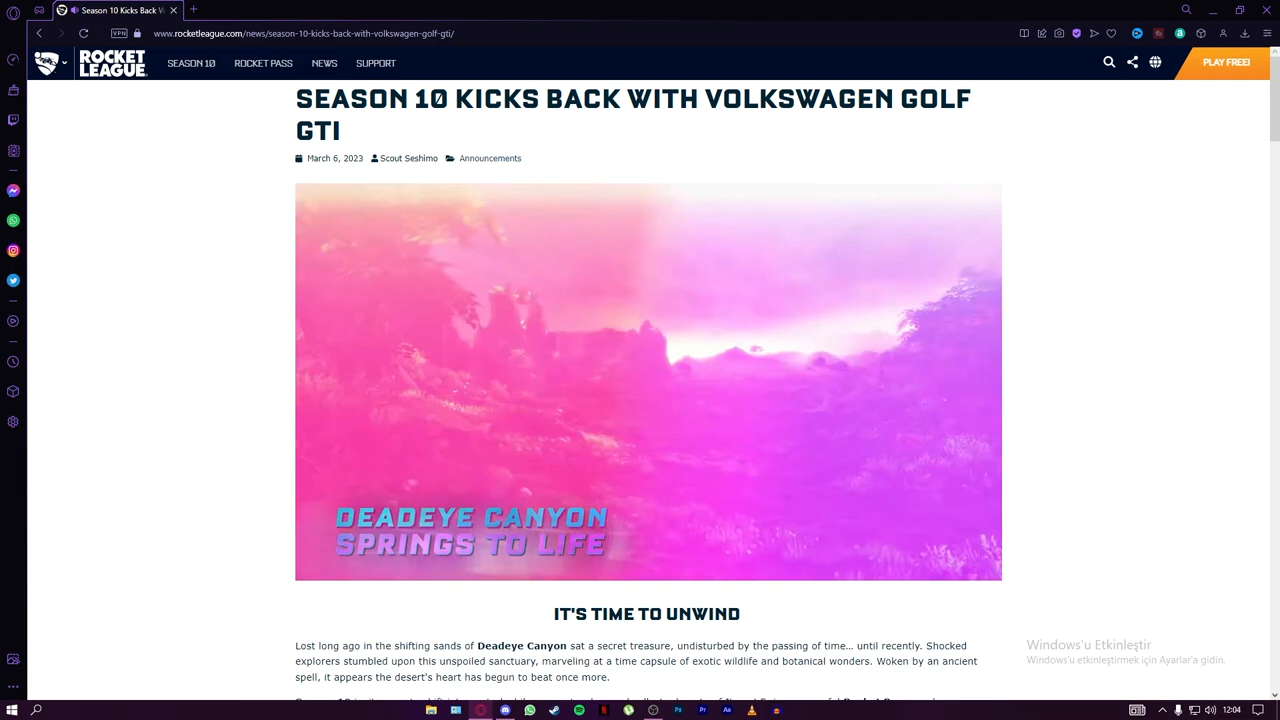 Season 10 Kicks Back W
www.rocketleague.com/news/season-10-kicks-back-with-volkswagen-golf-gti/
VPN
ROCKET
LEAGUE
SEASON 10
ROCKET PASS
NEWS
SUPPORT
PLAY FREE!
SEASON 10 KICKS BACK WITH VOLKSWAGEN GOLF
GTI
March 6, 2023 Scout Seshimo Announcements
DEADEYE CANYON
SPRINGS TO LIFE
IT'S TIME TO UNWIND
Lost long ago in the shifting sands of Deadeye Canyon sat a secret treasure, undisturbed by the passing of time… until recently. Shocked
explorers stumbled upon this unspoiled sanctuary, marveling at a time capsule of exotic wildlife and botanical wonders. Woken by an ancient
spell, it appears the desert's heart has begun to beat once more.
Windows'u Etkinleştir
Windows'u etkinleştirmek için Ayarlar'a gidin.
Ps
Pr
Ae
12:04